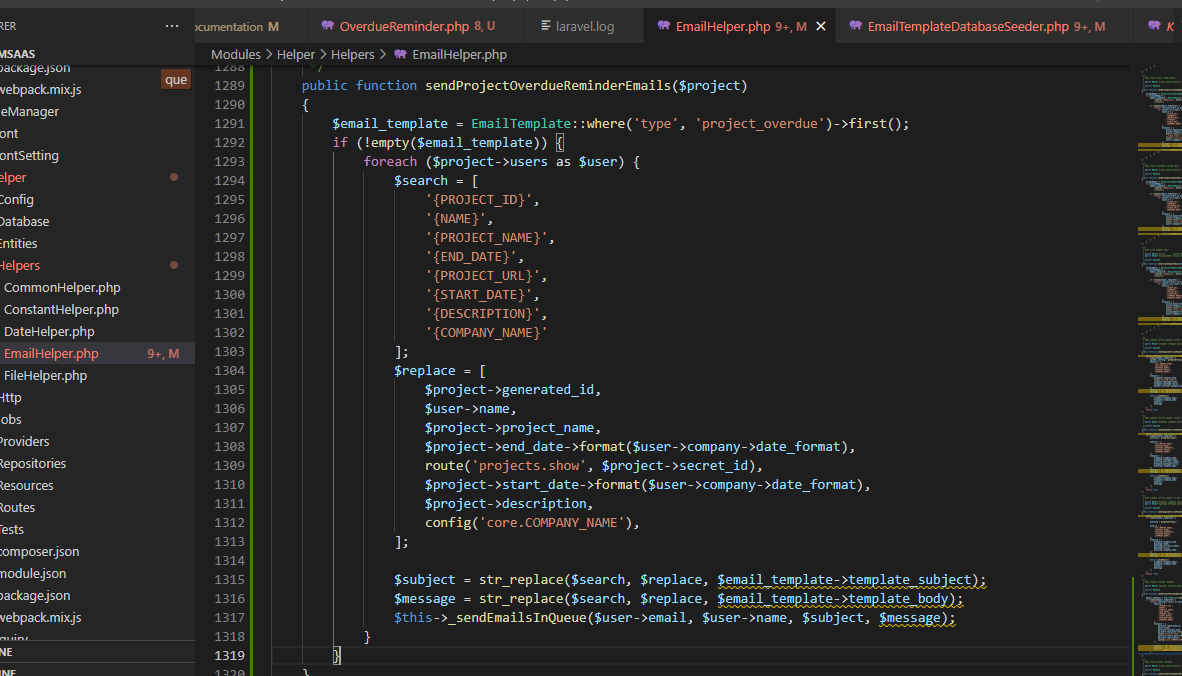 RER
ocumentation M
OverdueReminder.php 8, U
laravel.log
EmailHelper.php 9+, M
EmailTemplateDatabaseSeeder.php 9+, M
K
MSAAS
package.json
webpack.mix.js
eManager
ont
ontSetting
elper
Config
Database
Entities
Helpers
CommonHelper.php
ConstantHelper.php
DateHelper.php
EmailHelper.php 9+, M
FileHelper.php
Http
obs
Providers
Repositories
Resources
Routes
Tests
composer.json
module.json
package.json
webpack.mix.js
nquiry
NE
INE
que
Modules > Helper > Helpers > EmailHelper.php
1288 */
1289 public function sendProjectOverdueReminderEmails($project)
1290 {
1291 $email_template = EmailTemplate::where('type', 'project_overdue')->first();
1292 if (!empty($email_template)) {
1293 foreach ($project->users as $user) {
1294 $search = [
1295 '{PROJECT_ID}',
1296 '{NAME}',
1297 '{PROJECT_NAME}',
1298 '{END_DATE}',
1299 '{PROJECT_URL}',
1300 '{START_DATE}',
1301 '{DESCRIPTION}',
1302 '{COMPANY_NAME}'
1303 ];
1304 $replace = [
1305 $project->generated_id,
1306 $user->name,
1307 $project->project_name,
1308 $project->end_date->format($user->company->date_format),
1309 route('projects.show', $project->secret_id),
1310 $project->start_date->format($user->company->date_format),
1311 $project->description,
1312 config('core.COMPANY_NAME'),
1313 ];
1314
1315 $subject = str_replace($search, $replace, $email_template->template_subject);
1316 $message = str_replace($search, $replace, $email_template->template_body);
1317 $this->_sendEmailsInQueue($user->email, $user->name, $subject, $message);
1318 }
1319 }
1320 }